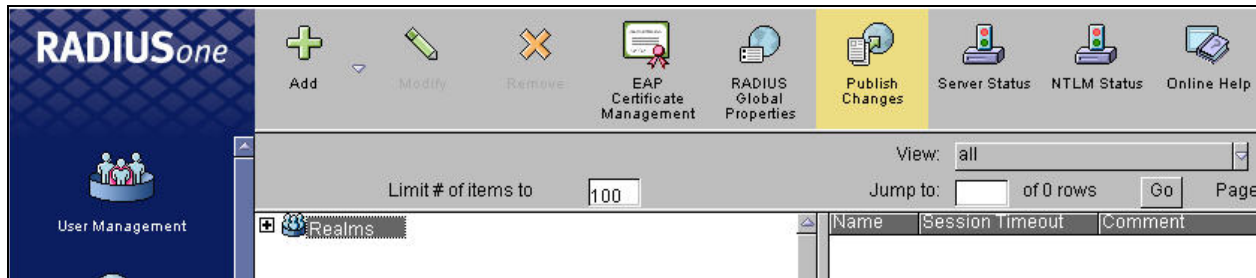 RADIUSone
Add
Modify
Remove
EAP
Certificate
Management
RADIUS
Global
Properties
Publish
Changes
Server Status
NTLM Status
Online Help
User Management
View: all
Limit # of items to 100
Jump to: of 0 rows Go Page
Realms
Name Session Timeout Comment